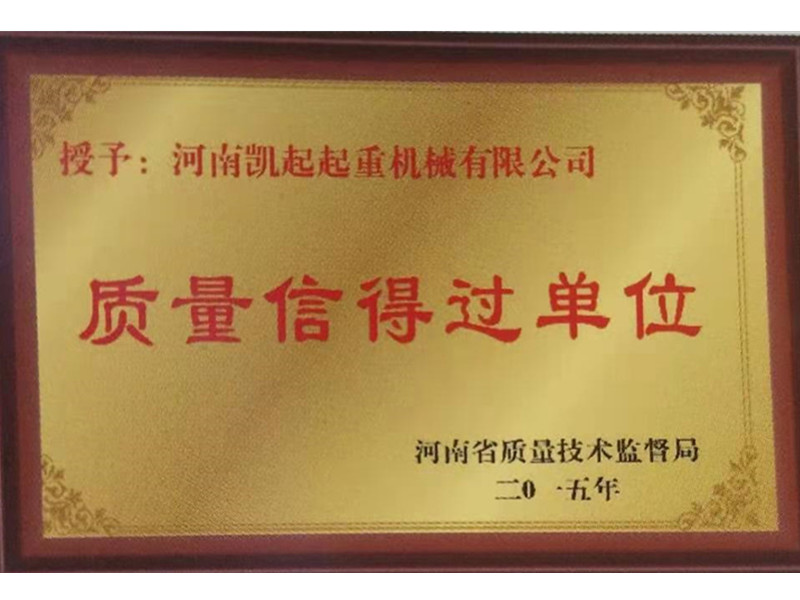 授予：河南凯起起重机械有限公司
质量信得过单位
河南省质量技术监督局
二0一五年